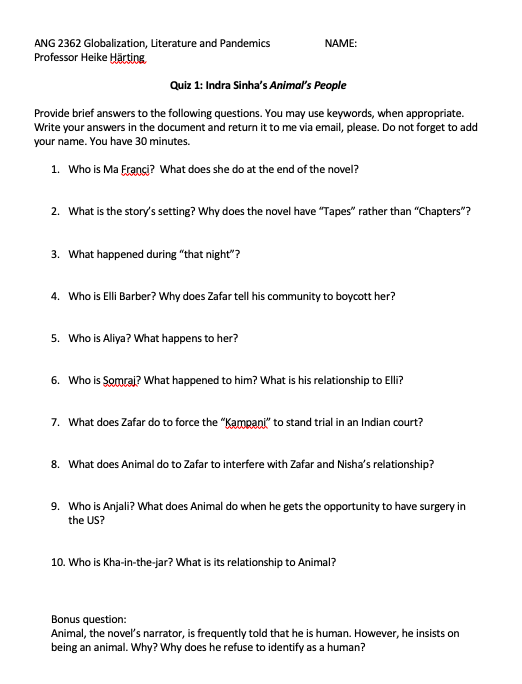 ANG 2362 Globalization, Literature and Pandemics NAME:
Professor Heike Härting
Quiz 1: Indra Sinha's Animal's People
Provide brief answers to the following questions. You may use keywords, when appropriate.
Write your answers in the document and return it to me via email, please. Do not forget to add
your name. You have 30 minutes.
1. Who is Ma Franci? What does she do at the end of the novel?
2. What is the story's setting? Why does the novel have “Tapes” rather than “Chapters”?
3. What happened during “that night”?
4. Who is Elli Barber? Why does Zafar tell his community to boycott her?
5. Who is Aliya? What happens to her?
6. Who is Somraj? What happened to him? What is his relationship to Elli?
7. What does Zafar do to force the “Kampani” to stand trial in an Indian court?
8. What does Animal do to Zafar to interfere with Zafar and Nisha's relationship?
9. Who is Anjali? What does Animal do when he gets the opportunity to have surgery in
the US?
10. Who is Kha-in-the-jar? What is its relationship to Animal?
Bonus question:
Animal, the novel's narrator, is frequently told that he is human. However, he insists on
being an animal. Why? Why does he refuse to identify as a human?